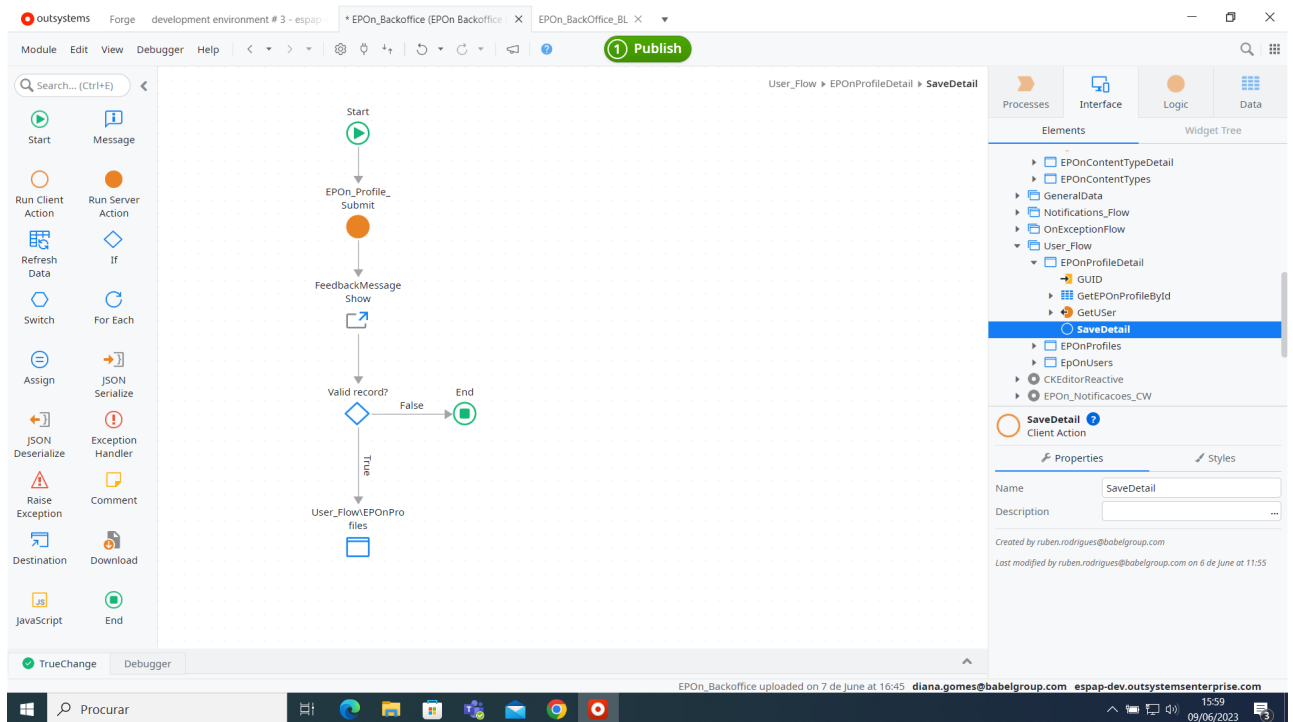 outsystems Forge development environment # 3 - espap * EPOn_Backoffice (EPOn Backoffice EPOn_BackOffice_BL
Module Edit View Debugger Help 1 Publish
Search... (Ctrl+E)
User_Flow EPOnProfileDetail SaveDetail
Start
Message
Run Client Action
Run Server Action
Refresh Data
If
Switch
For Each
Assign
JSON Serialize
JSON Deserialize
Exception Handler
Raise Exception
Comment
Destination
Download
JS
JavaScript
End
Start
EPOn_Profile_
Submit
FeedbackMessage
Show
Valid record?
False
End
True
User_Flow\EPOnPro
files
Processes Interface Logic Data
Elements Widget Tree
EPOnContentTypeDetail
EPOnContentTypes
GeneralData
Notifications_Flow
OnExceptionFlow
User_Flow
EPOnProfileDetail
GUID
GetEPOnProfileById
GetUSer
SaveDetail
EPOnProfiles
EpOnUsers
CKEditorReactive
EPOn_Notificacoes_CW
SaveDetail ?
Client Action
Properties Styles
Name SaveDetail
Description ...
Created by ruben.rodrigues@babelgroup.com
Last modified by ruben.rodrigues@babelgroup.com on 6 de June at 11:55
TrueChange Debugger
EPOn_Backoffice uploaded on 7 de June at 16:45 diana.gomes@babelgroup.com espap-dev.outsystemsenterprise.com
Procurar
15:59
09/06/2023
3